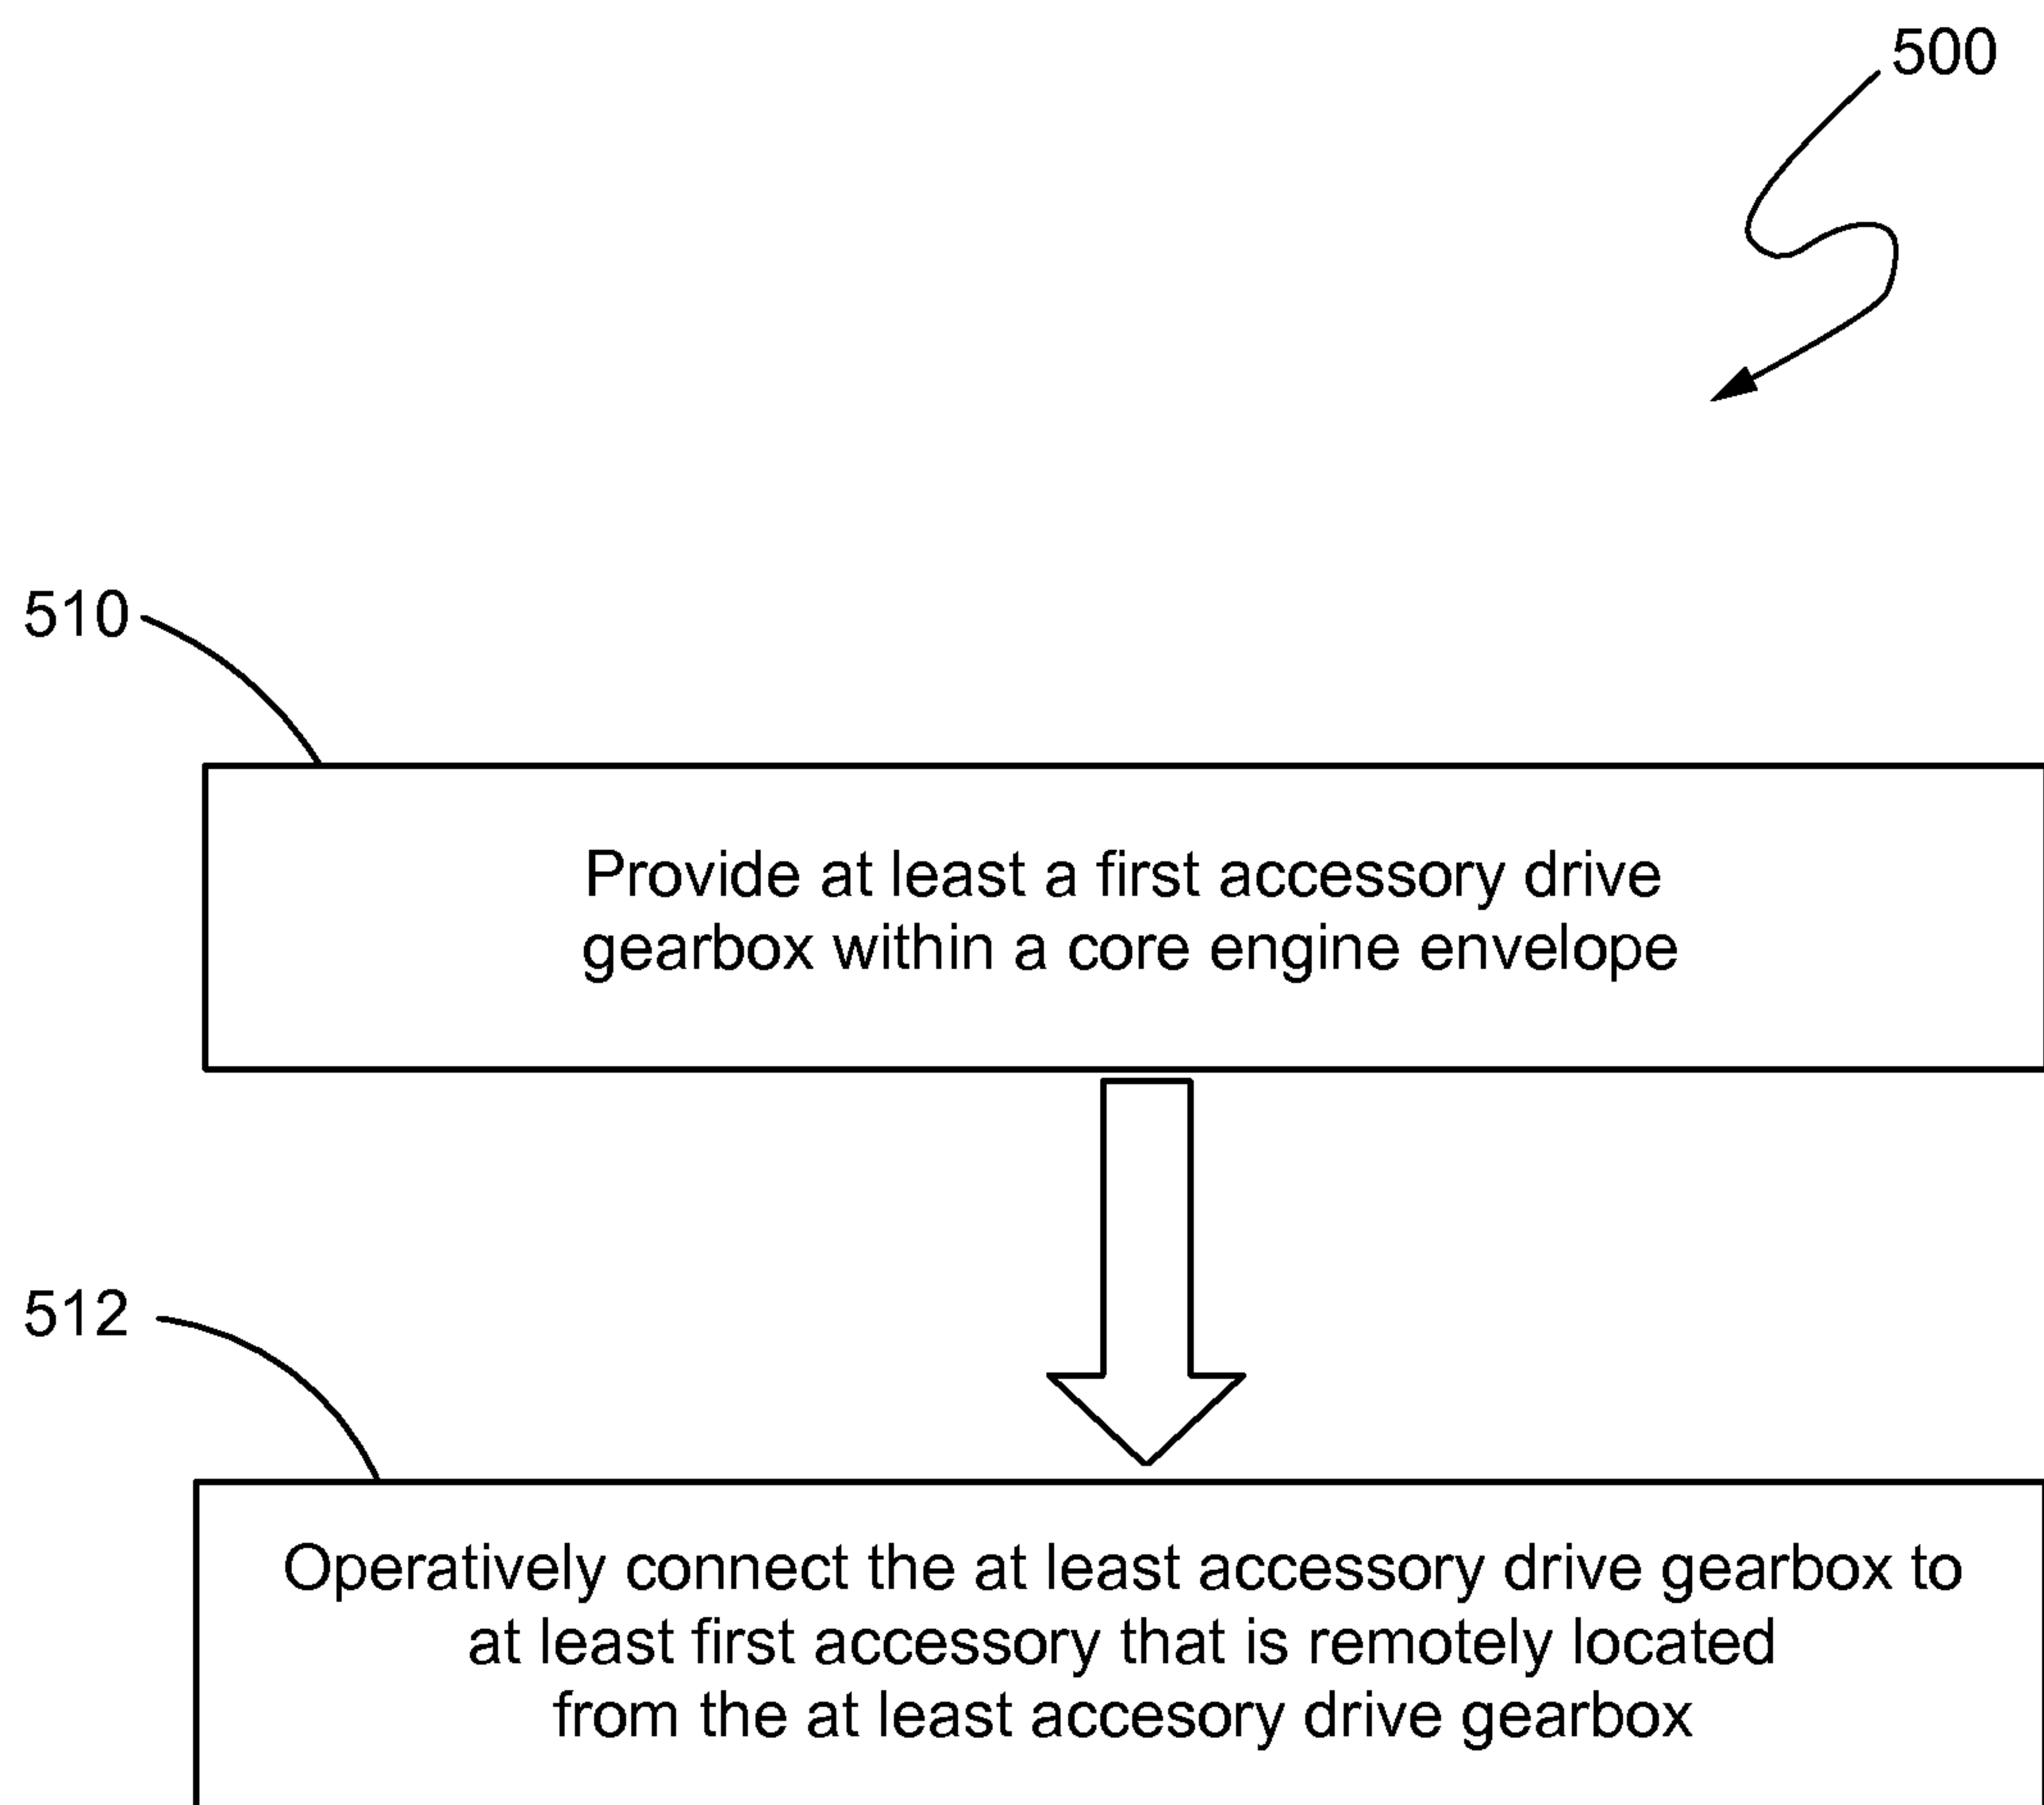 500
510
Provide at least a first accessory drive
gearbox within a core engine envelope
512
Operatively connect the at least accessory drive gearbox to
at least first accessory that is remotely located
from the at least accesory drive gearbox